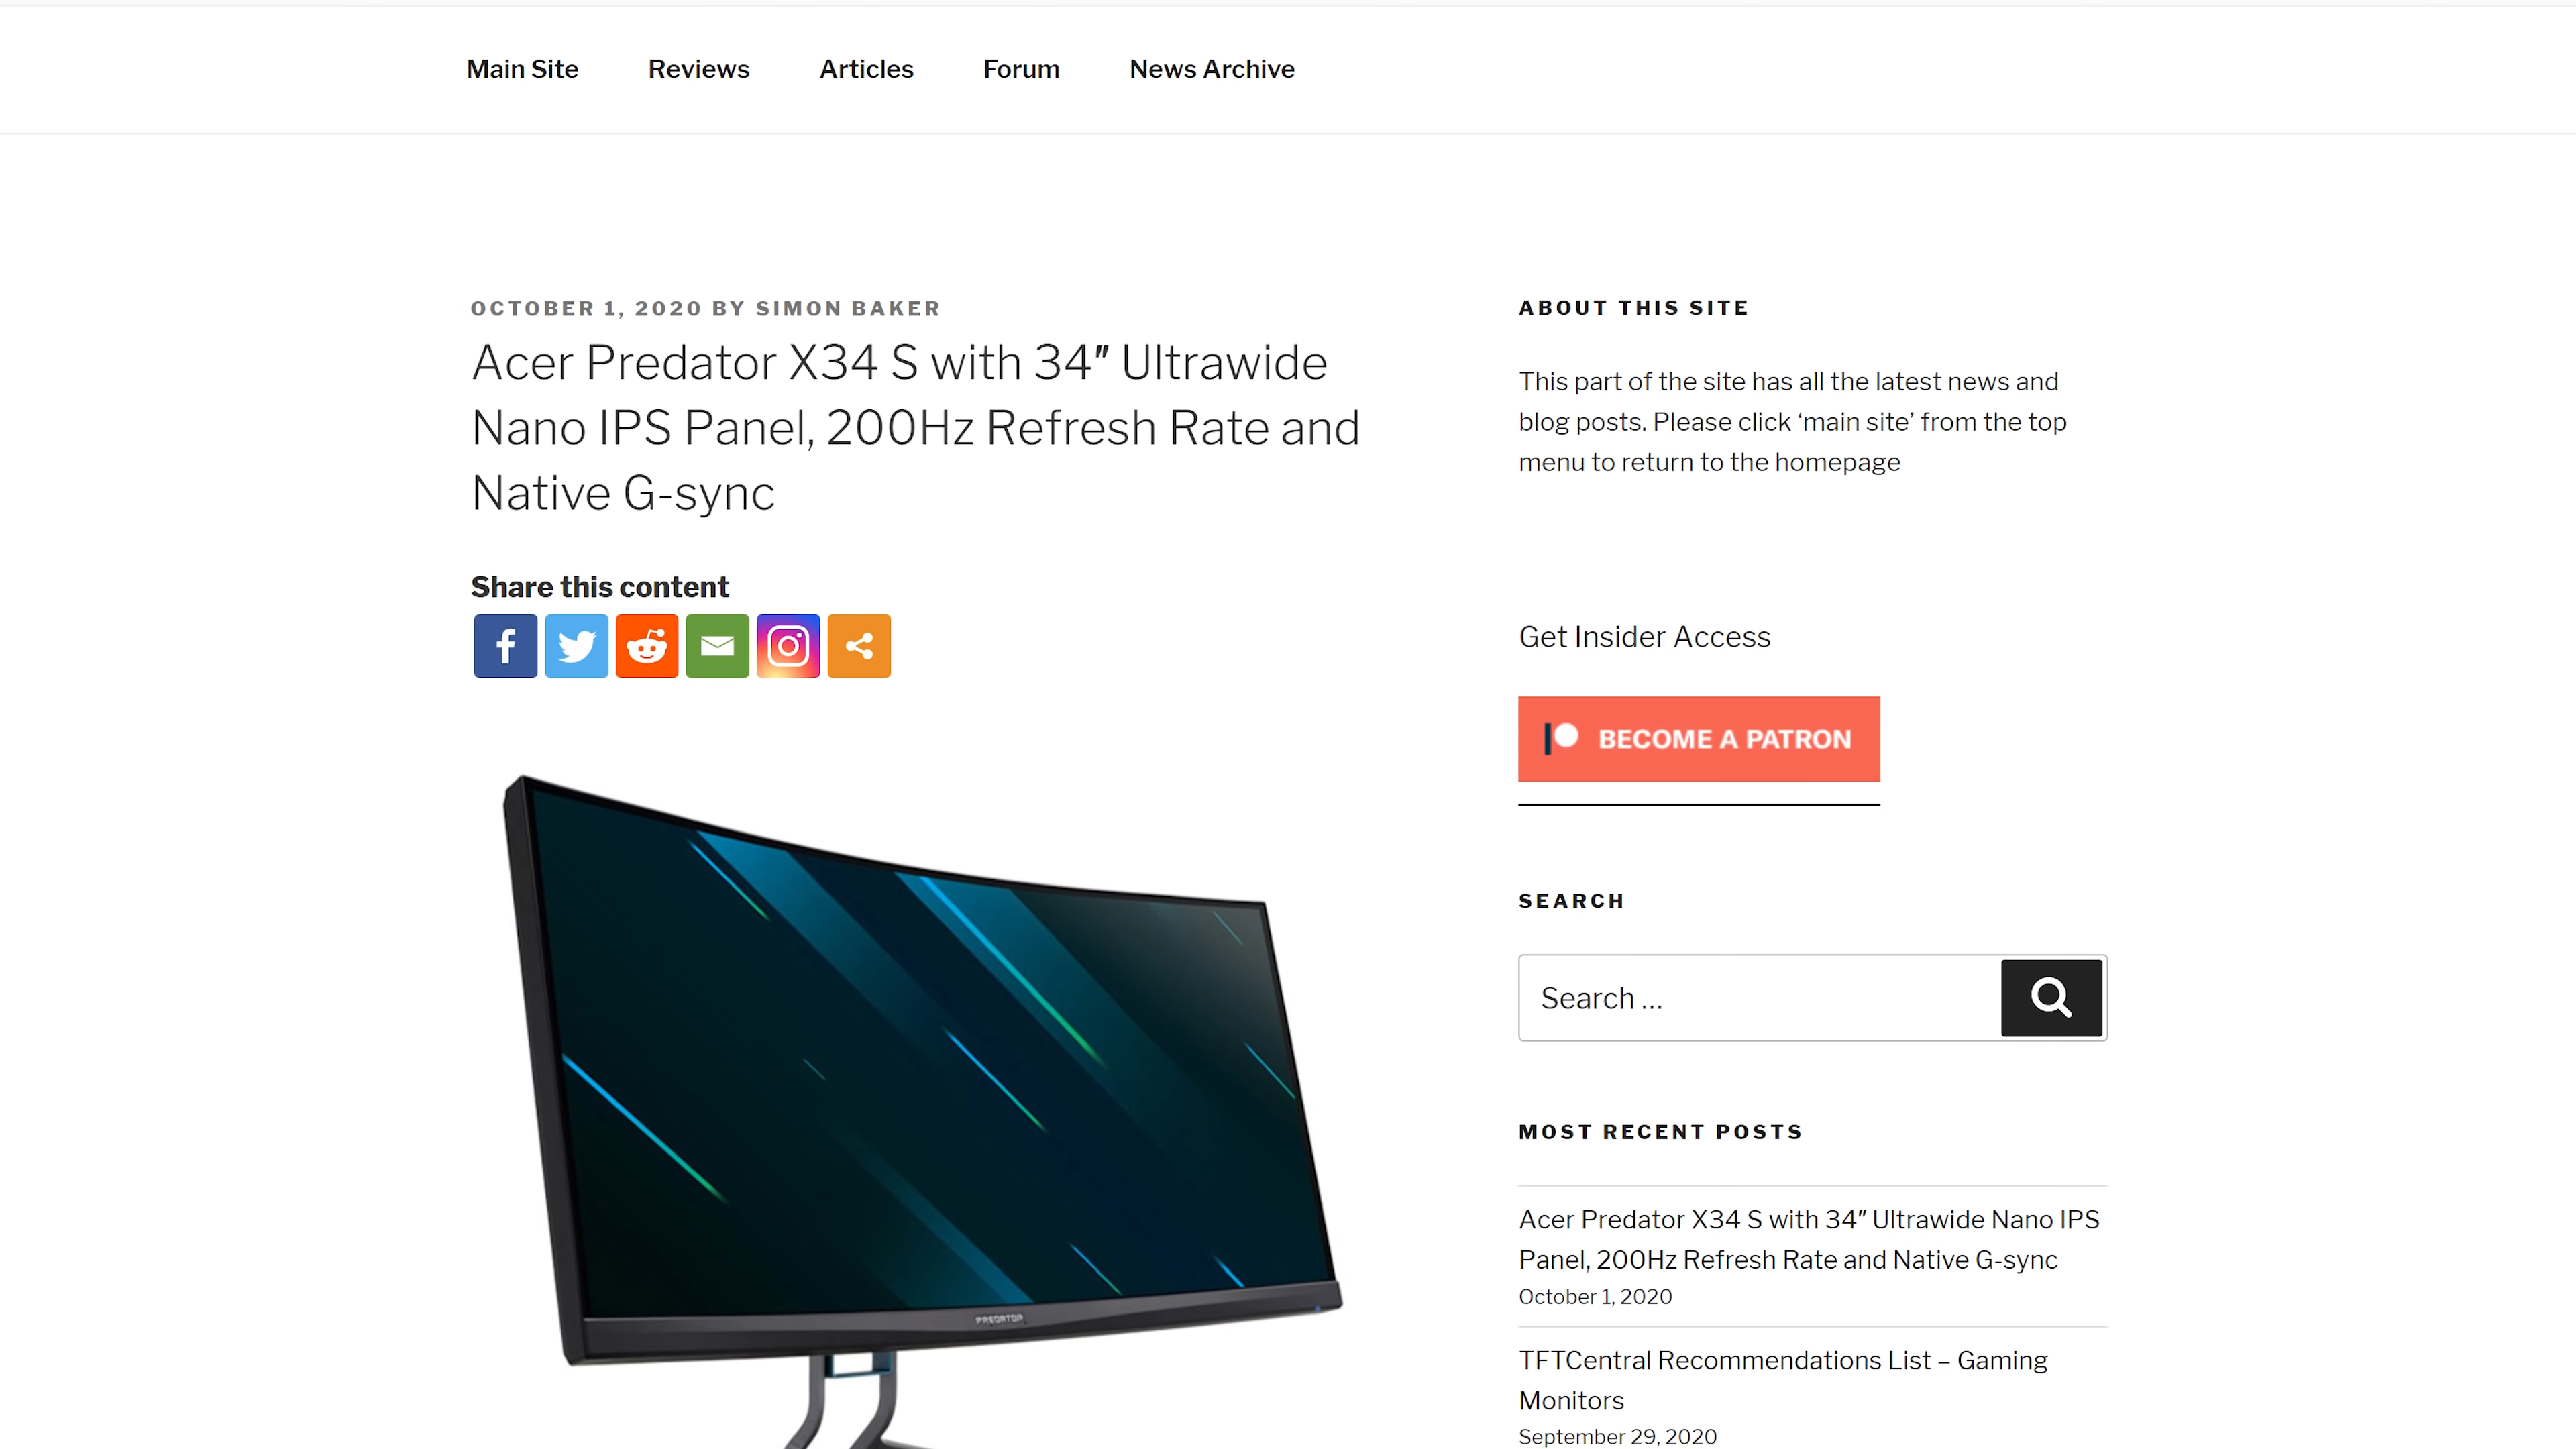 Main Site Reviews Articles Forum News Archive
OCTOBER 1, 2020 BY SIMON BAKER
Acer Predator X34 S with 34″ Ultrawide
Nano IPS Panel, 200Hz Refresh Rate and
Native G-sync
Share this content
PREDATOR
ABOUT THIS SITE
This part of the site has all the latest news and
blog posts. Please click ‘main site’ from the top
menu to return to the homepage
Get Insider Access
BECOME A PATRON
SEARCH
Search …
MOST RECENT POSTS
Acer Predator X34 S with 34″ Ultrawide Nano IPS
Panel, 200Hz Refresh Rate and Native G-sync
October 1, 2020
TFTCentral Recommendations List – Gaming
Monitors
September 29, 2020